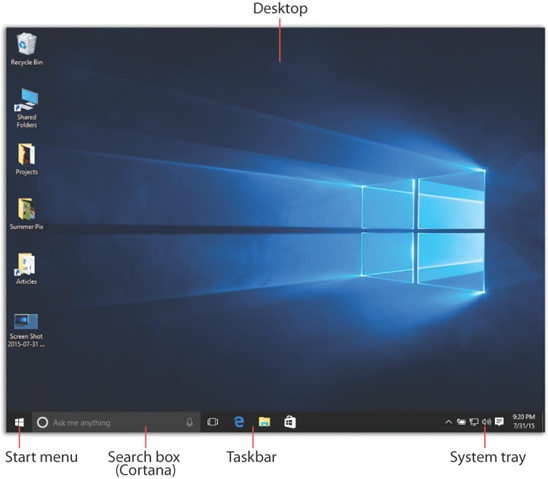 Desktop
Recycle Bin
Shared
Folders
Projects
Summer Pix
Articles
Screen Shot
2015-07-31 ...
Ask me anything
9:20 PM
7/31/15
Start menu
Search box
(Cortana)
Taskbar
System tray